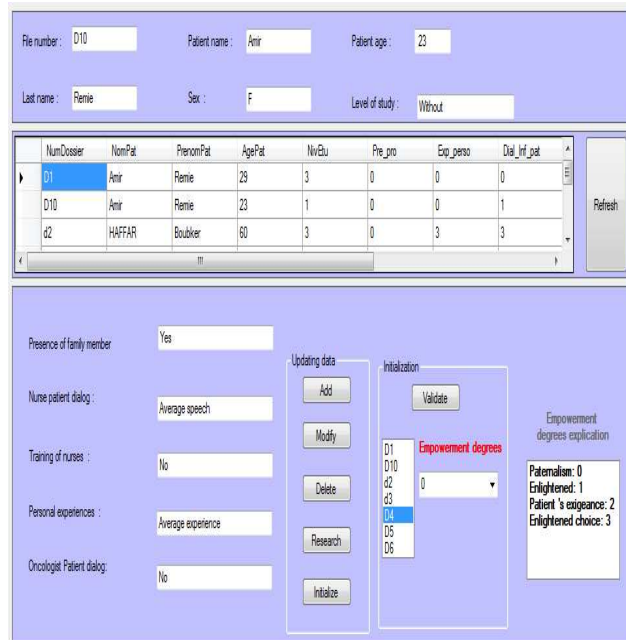 File number : D10 Patient name : Amir Patient age : 23
Last name : Remie Sex : F Level of study : Without
NumDossier NomPat PrenomPat AgePat NivEtu Pre_pro Exp_perso Dial_Inf_pat
D1 Amir Remie 29 3 0 0 0
D10 Amir Remie 23 1 0 0 1
d2 HAFFAR Boubker 60 3 0 3 3
Refresh
Presence of family member Yes
Nurse patient dialog : Average speech
Training of nurses : No
Personal experiences : Average experience
Oncologist Patient dialog: No
Updating data
Add
Modify
Delete
Research
Initialize
Initialization
Validate
D1
D10
d2
d3
D4
D5
D6
Empowerment degrees
0
Empowerment
degrees explication
Paternalism: 0
Enlightened: 1
Patient 's exigeance: 2
Enlightened choice: 3